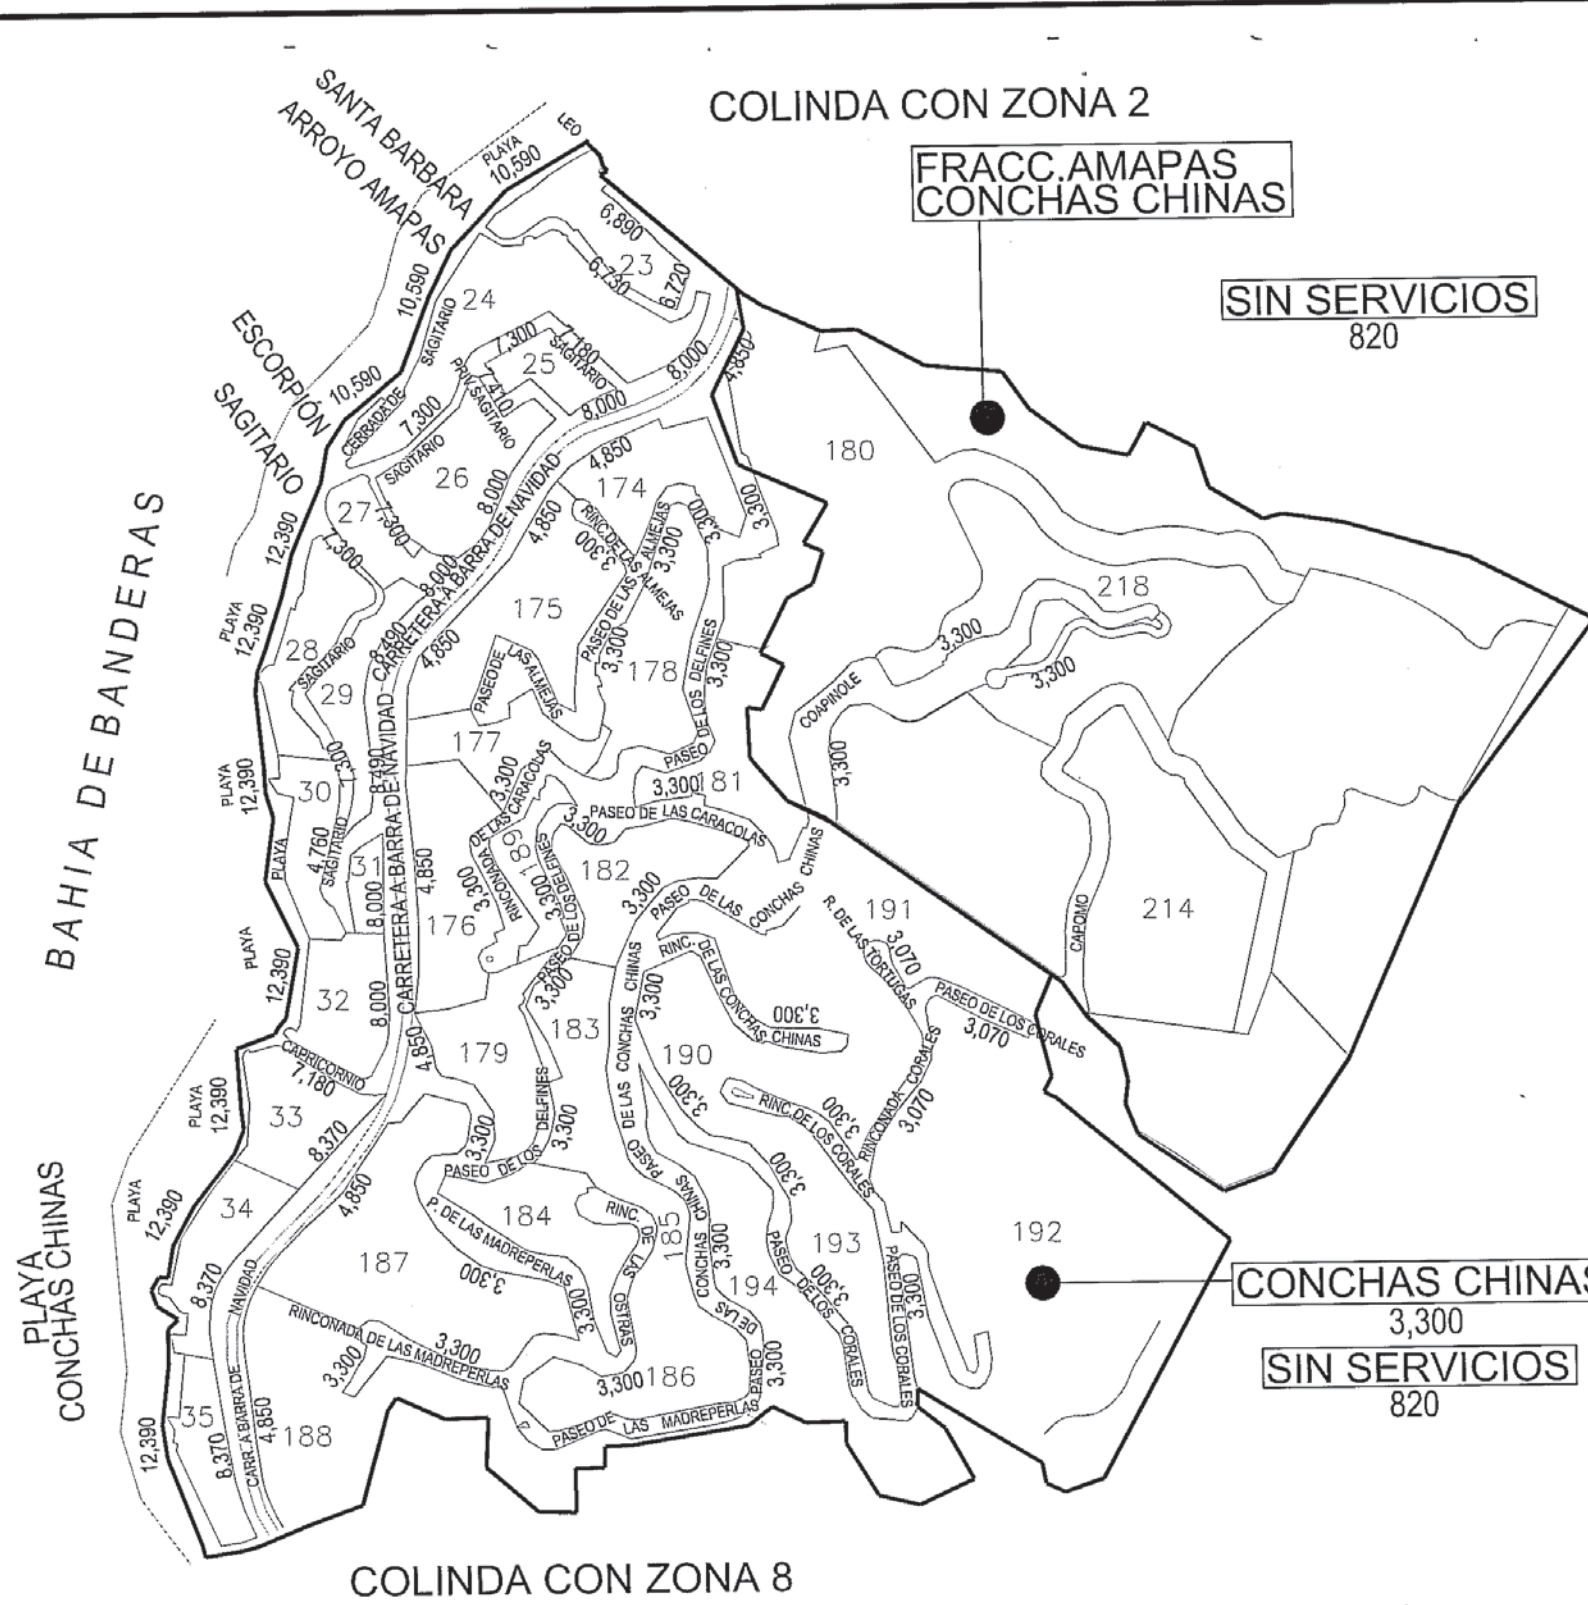 COLINDA CON ZONA 2
FRACC.AMAPAS
CONCHAS CHINAS
SIN SERVICIOS
820
SANTA BARBARA
ARROYO AMAPAS
LEO
PLAYA
10,590
6,890
23
6,730
6,720
10,590
24
SAGITARIO
ESCORPIÓN
SAGITARIO
10,590
CERRADA DE
7,300
7,180
SAGITARIO
25
PRIV.SAGITARIO
7,410
8,000
8,000
4,850
7,300
SAGITARIO
26
8,000
4,850
180
27
7,300
174
3,300
12,390
7,300
8,000
CARRETERA A BARRA DE NAVIDAD
4,850
RINC.DE LAS ALMEJAS
3,300
PASEO DE LAS ALMEJAS
3,300
3,300
BAHIA DE BANDERAS
PLAYA
12,390
28
SAGITARIO
29
8,490
4,850
175
3,300
178
PASEO DE LOS DELFINES
3,300
218
3,300
3,300
PASEO DE
LAS ALMEJAS
COAPINOLE
3,300
177
3,300
PLAYA
12,390
30
7,300
8,490
CARRETERA A BARRA DE NAVIDAD
RINCONADA DE LAS CARACOLAS
3,300
181
PASEO DE LAS CARACOLAS
3,300
PLAYA
4,760
SAGITARIO
31
8,000
4,850
176
3,300
RINCONADA
189
3,300
PASEO DE LOS DELFINES
182
3,300
PASEO DE LAS
CONCHAS CHINAS
191
R. DE LAS TORTUGAS
3,070
214
CAPOMO
PLAYA
12,390
32
8,000
3,300
183
3,300
RINC. DE LAS CONCHAS CHINAS
3,300
PASEO DE LOS CORALES
3,070
CAPRICORNIO
7,180
4,850
179
DELFINES
PASEO DE LAS CONCHAS CHINAS
190
3,300
RINC.DE LOS CORALES
3,300
RINCONADA CORALES
3,070
PLAYA
12,390
33
8,370
3,300
3,300
PASEO DE LOS
PASEO
3,300
PLAYA
CONCHAS CHINAS
PLAYA
12,390
34
4,850
P. DE LAS MADREPERLAS
3,300
184
RINC. DE LAS OSTRAS
185
CONCHAS CHINAS
3,300
PASEO DE LOS CORALES
3,300
193
PASEO DE LOS CORALES
3,300
192
8,370
187
3,300
194
DE LAS
CONCHAS CHINAS
3,300
SIN SERVICIOS
820
NAVIDAD
RINCONADA DE LAS MADREPERLAS
3,300
3,300
3,300
186
PASEO
3,300
12,390
35
8,370
CARR. A BARRA DE
4,850
188
PASEO DE LAS MADREPERLAS
COLINDA CON ZONA 8